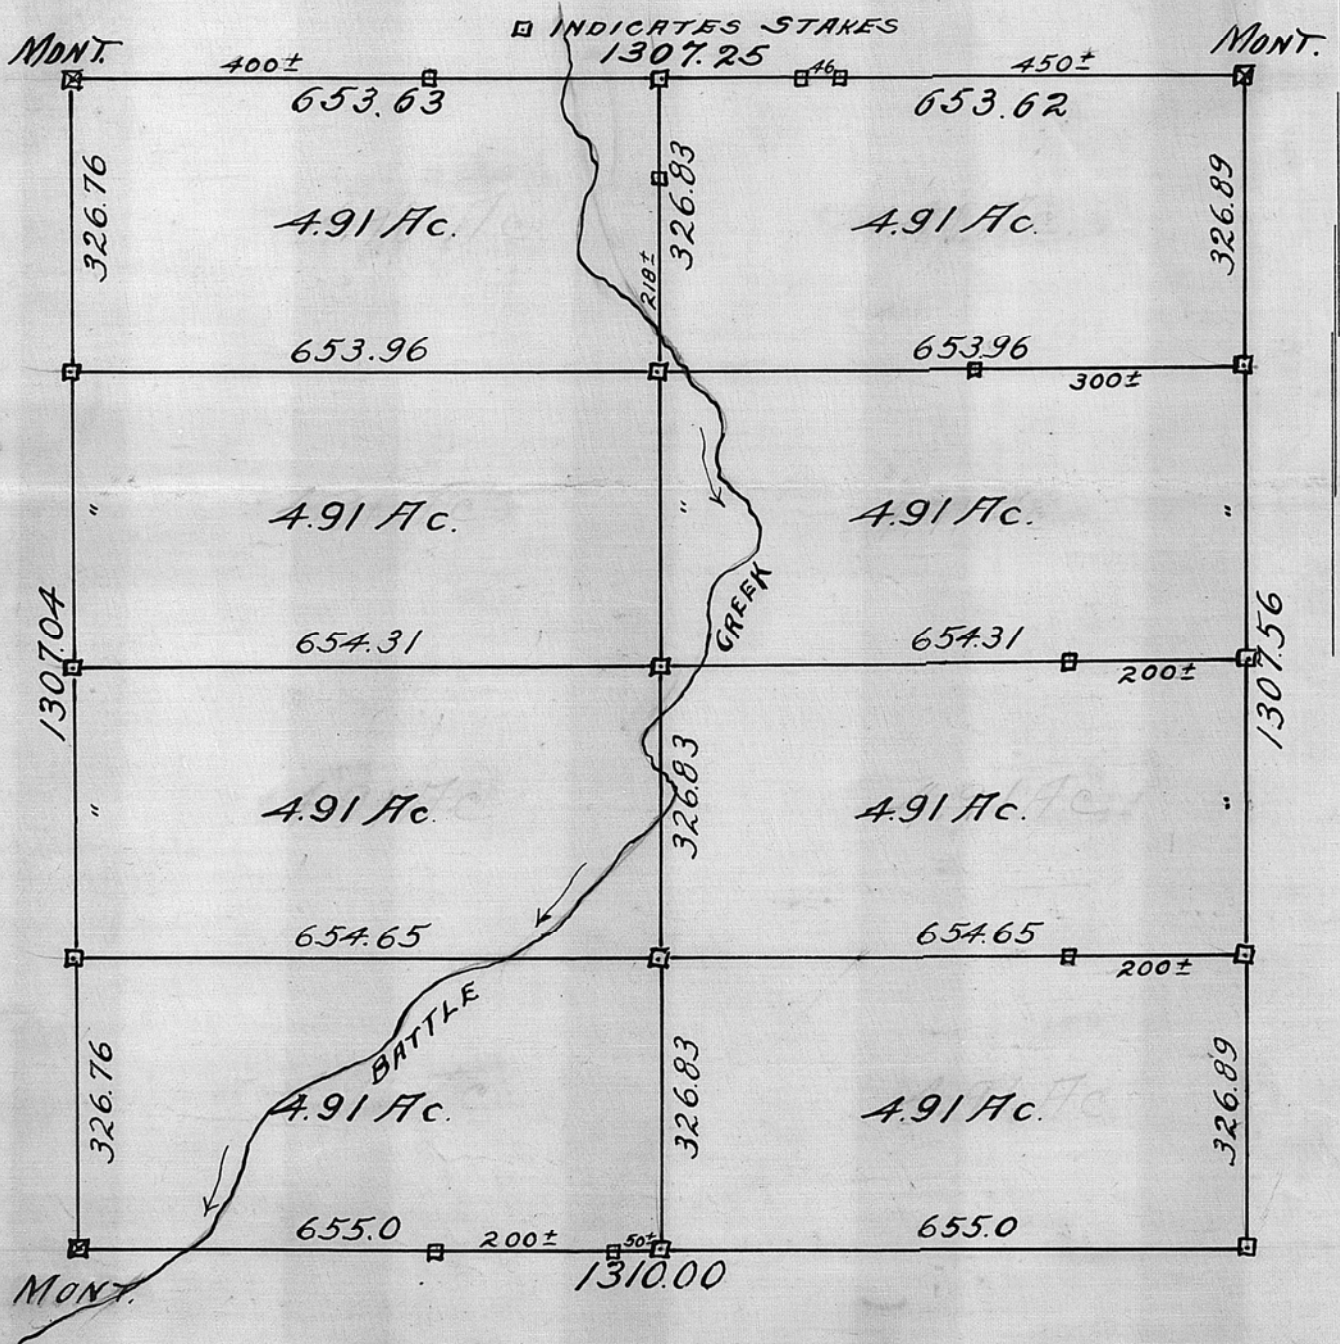 INDICATES STAKES
MONT. 1307.25 MONT.
400± 46 450±
653.63 653.62
326.76 326.83 326.89
4.91 Ac. 4.91 Ac.
218±
653.96 653.96
300±
" 4.91 Ac. " 4.91 Ac. "
CREEK
1307.04 1307.56
654.31 654.31
200±
" 4.91 Ac. 326.83 4.91 Ac. "
654.65 654.65
200±
BATTLE
326.76 326.83 326.89
4.91 Ac. 4.91 Ac.
655.0 200± 50± 655.0
MONT. 1310.00